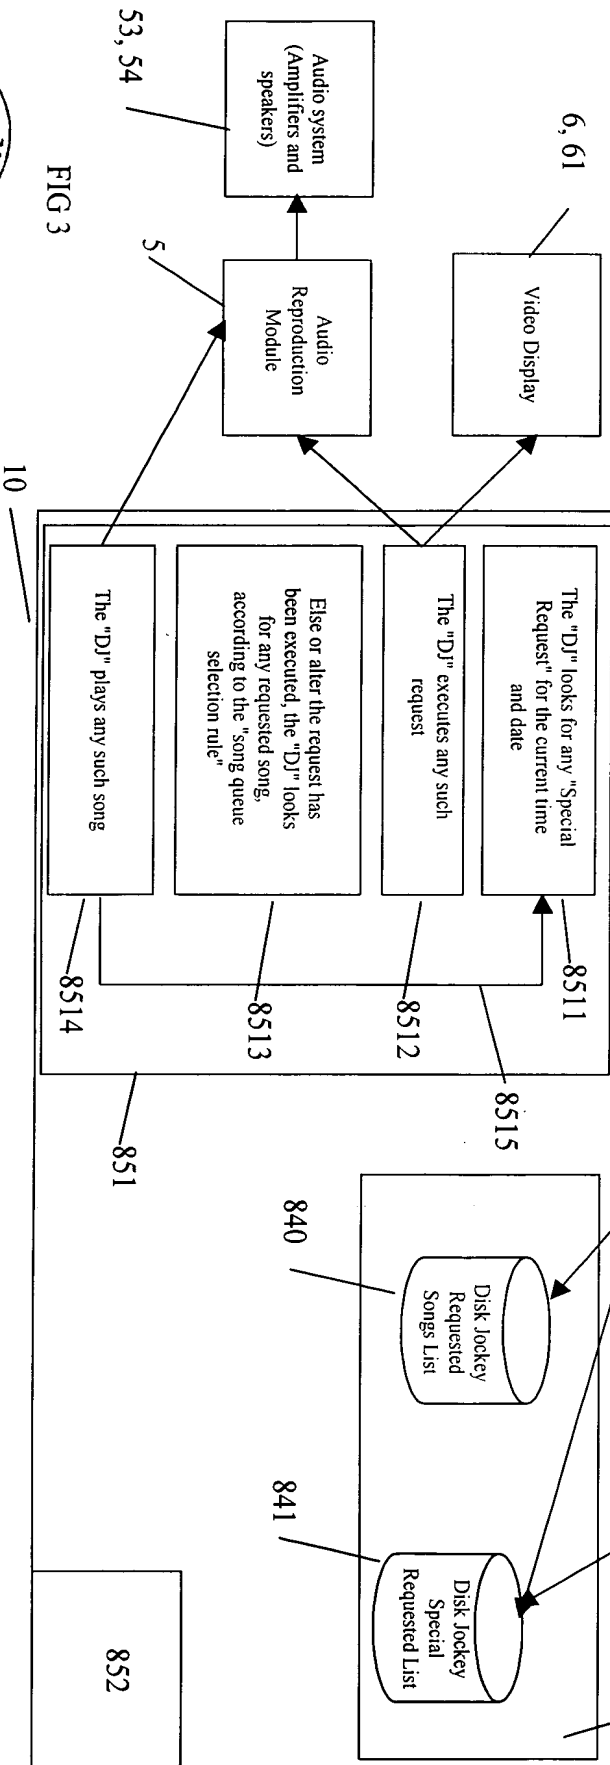 6, 61
Video Display
53, 54
Audio system
(Amplifiers and
speakers)
FIG 3
5
Audio
Reproduction
Module
10
The "DJ" looks for any "Special
Request" for the current time
and date
8511
The "DJ" executes any such
request
8512
Else or alter the request has
been executed, the "DJ" looks
for any requested song,
according to the "song queue
selection rule"
8513
The "DJ" plays any such song
8514
8515
851
840
Disk Jockey
Requested
Songs List
841
Disk Jockey
Special
Requested List
852